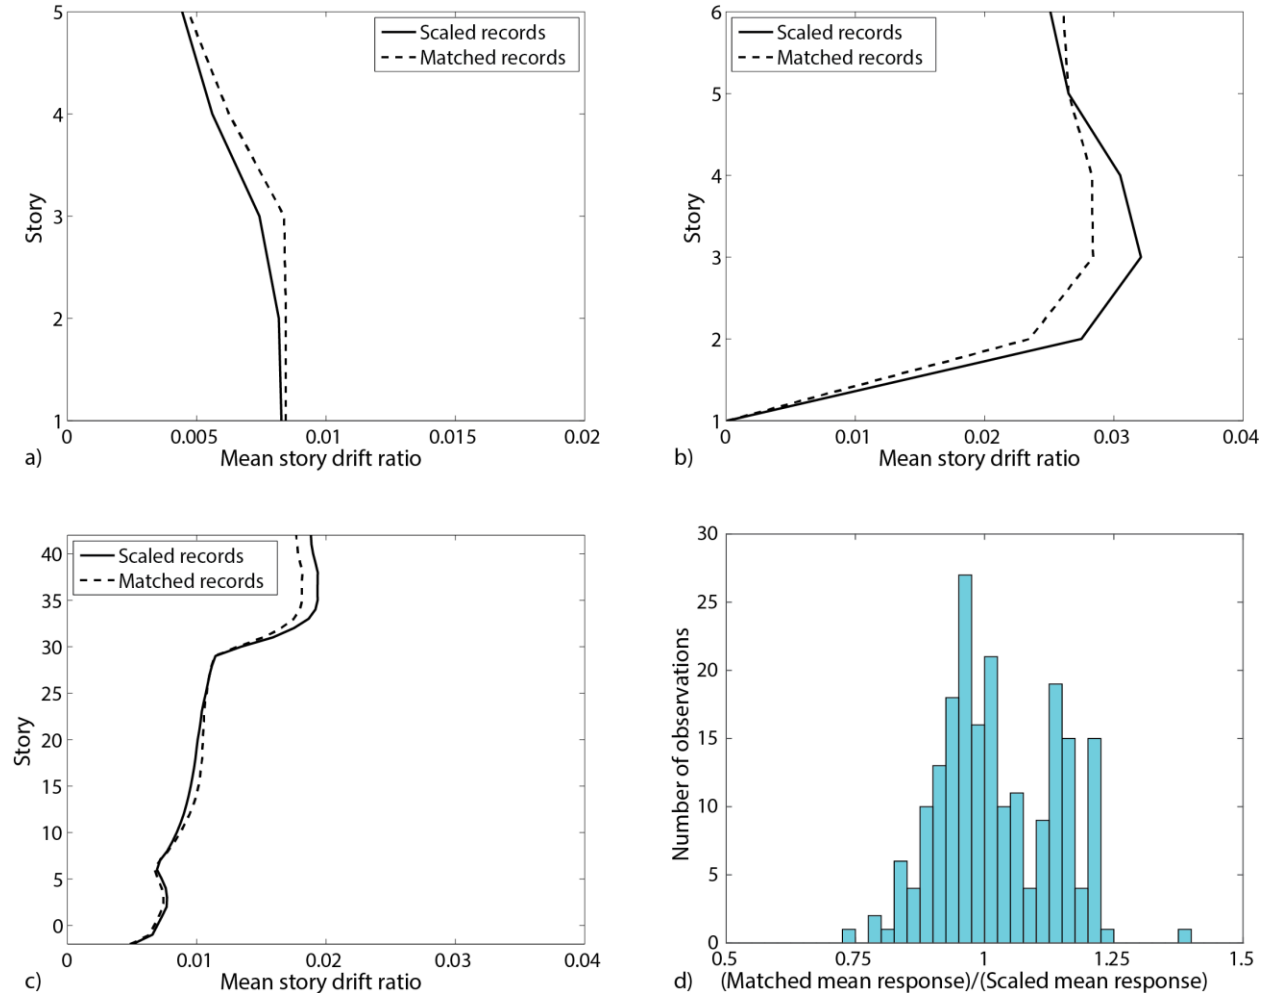 5
4
3
2
1
Story
Scaled records
Matched records
0
0.005
0.01
0.015
0.02
a)
Mean story drift ratio
6
5
4
3
2
1
Story
Scaled records
Matched records
0
0.01
0.02
0.03
0.04
b)
Mean story drift ratio
40
35
30
25
20
15
10
5
0
Story
Scaled records
Matched records
0
0.01
0.02
0.03
0.04
c)
Mean story drift ratio
30
25
20
15
10
5
0
Number of observations
0.5
0.75
1
1.25
1.5
d)
(Matched mean response)/(Scaled mean response)